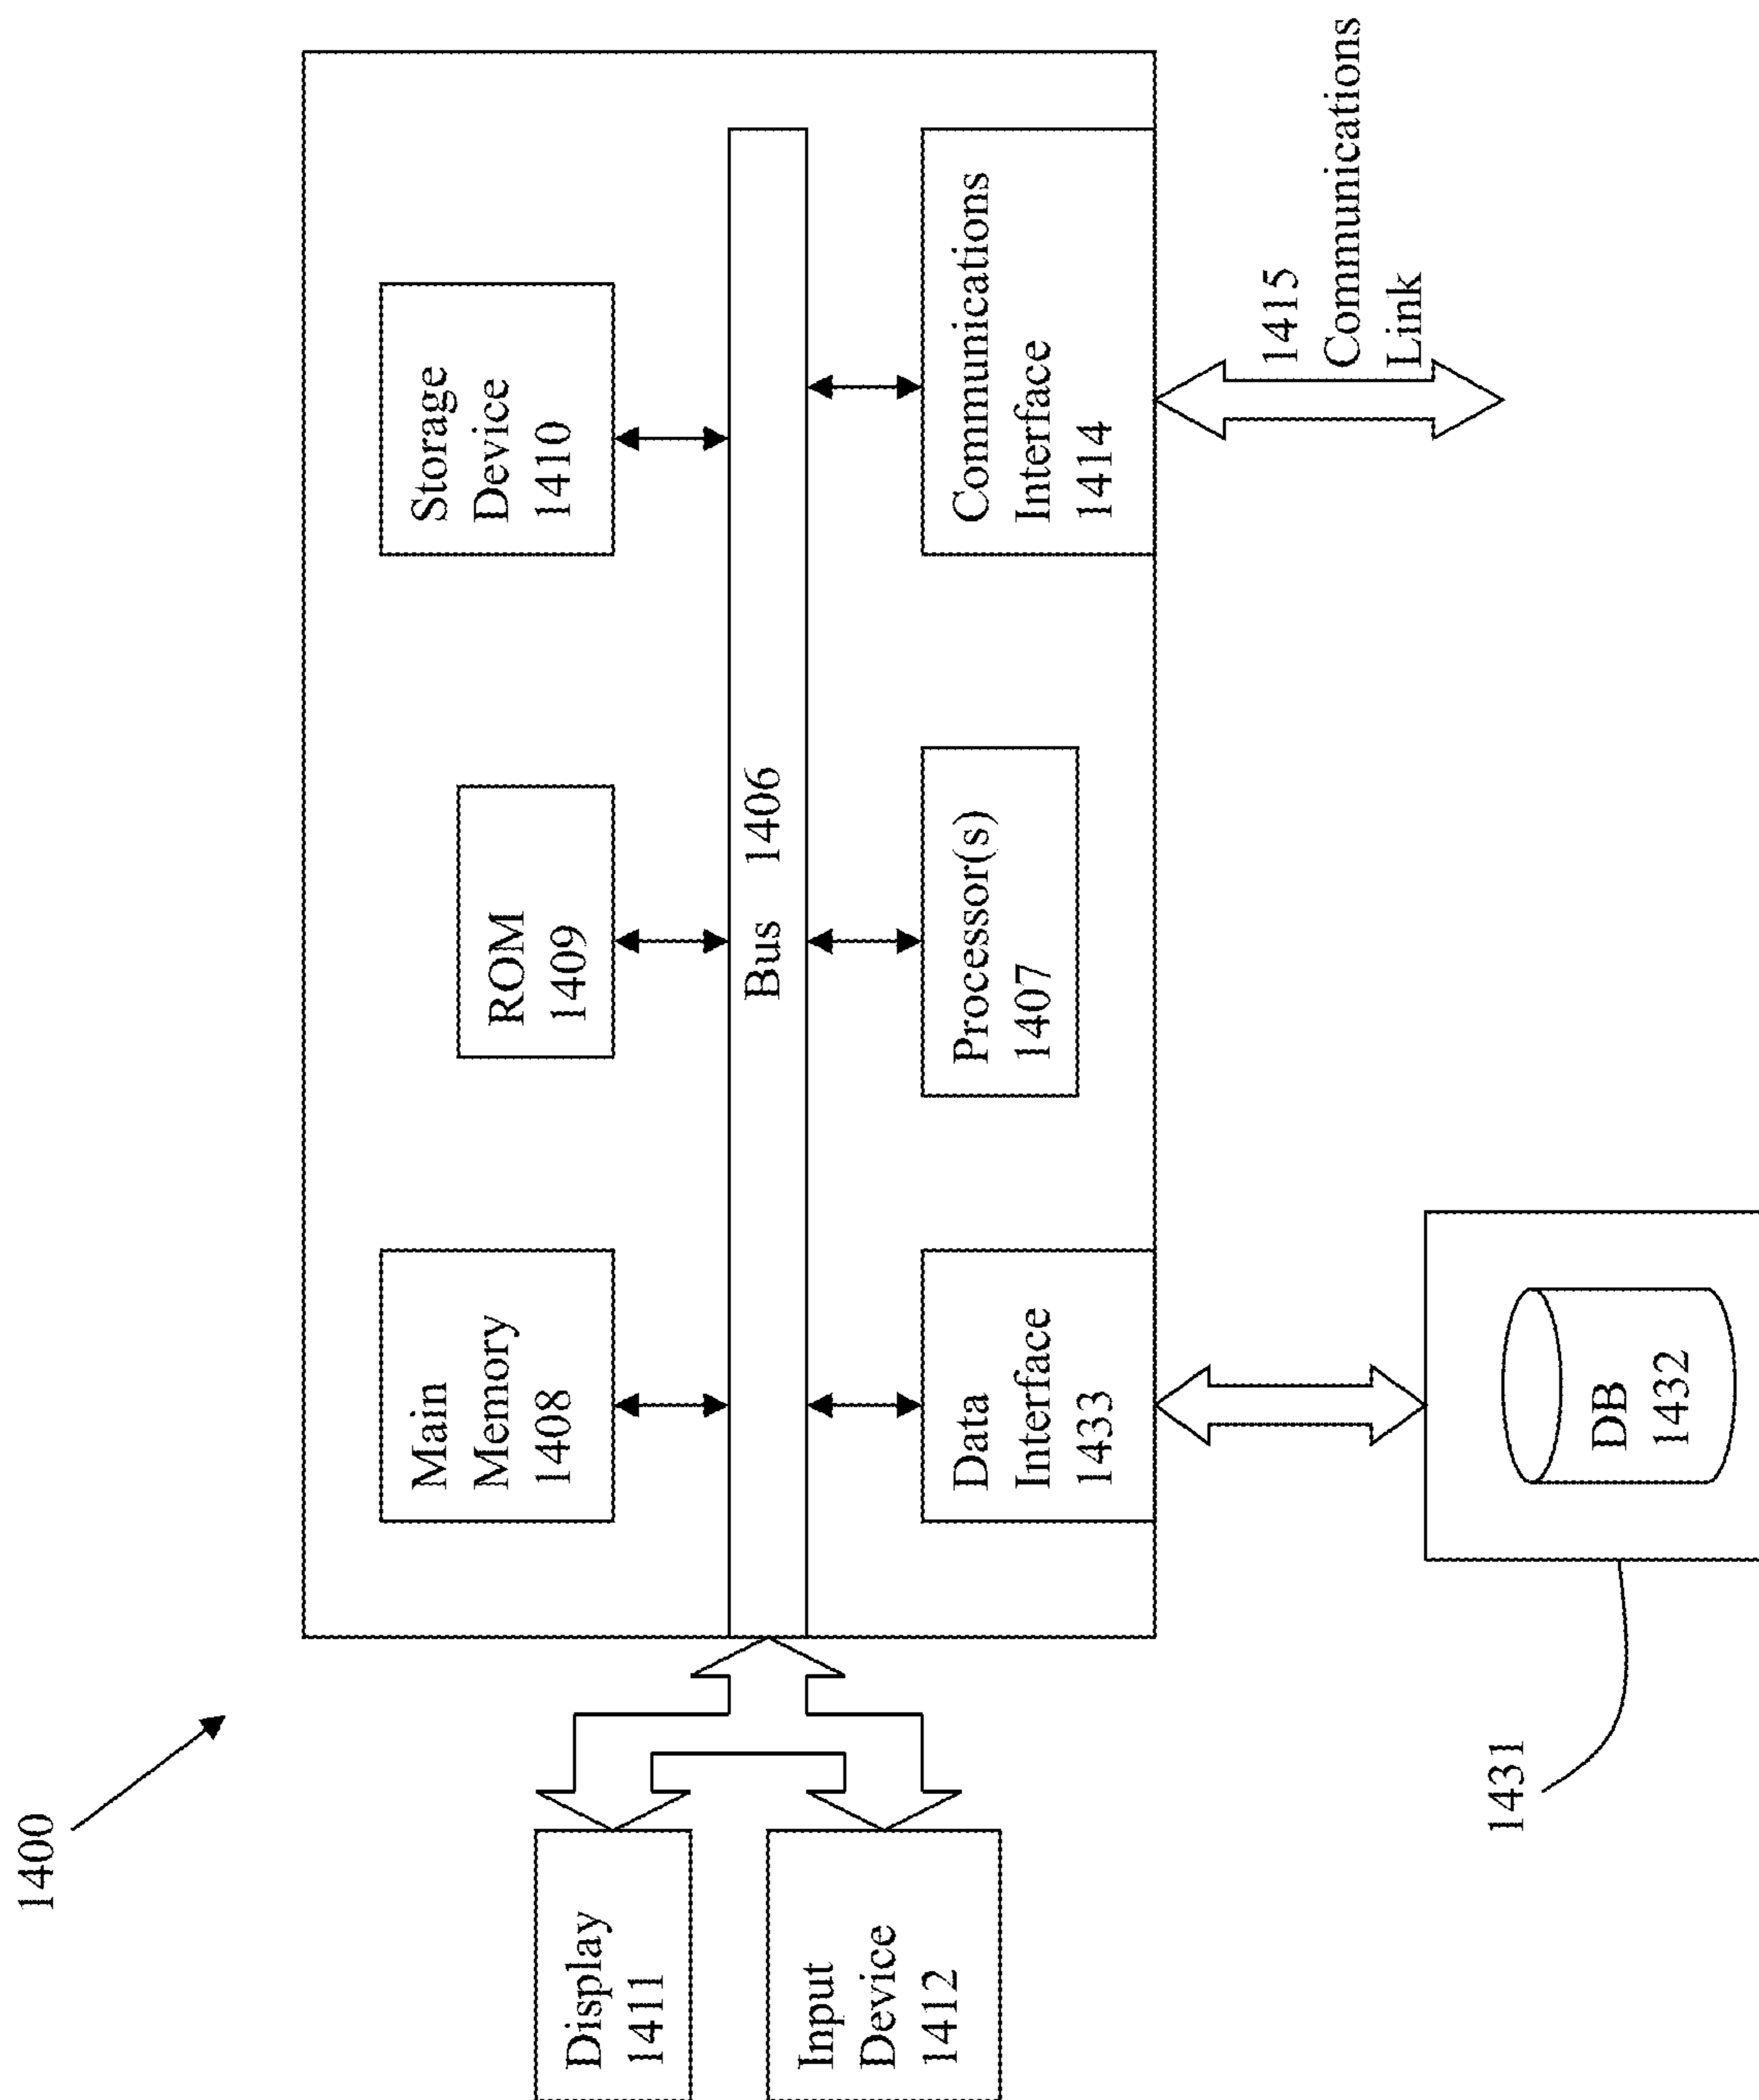 1400
Display
1411
Input
Device
1412
Main
Memory
1408
ROM
1409
Storage
Device
1410
Bus 1406
Data
Interface
1433
Processor(s)
1407
Communications
Interface
1414
1415
Communications
Link
DB
1432
1431